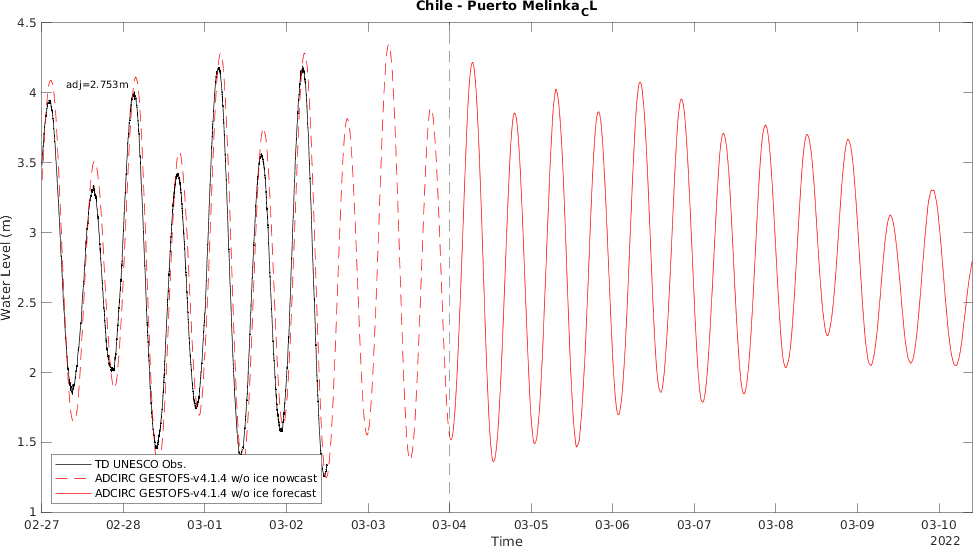 Chile - Puerto Melinka_CL
4.5
4
3.5
3
2.5
2
1.5
1
Water Level (m)
adj=2.753m
TD UNESCO Obs.
ADCIRC GESTOFS-v4.1.4 w/o ice nowcast
ADCIRC GESTOFS-v4.1.4 w/o ice forecast
02-27 02-28 03-01 03-02 03-03 03-04 03-05 03-06 03-07 03-08 03-09 03-10
Time
2022